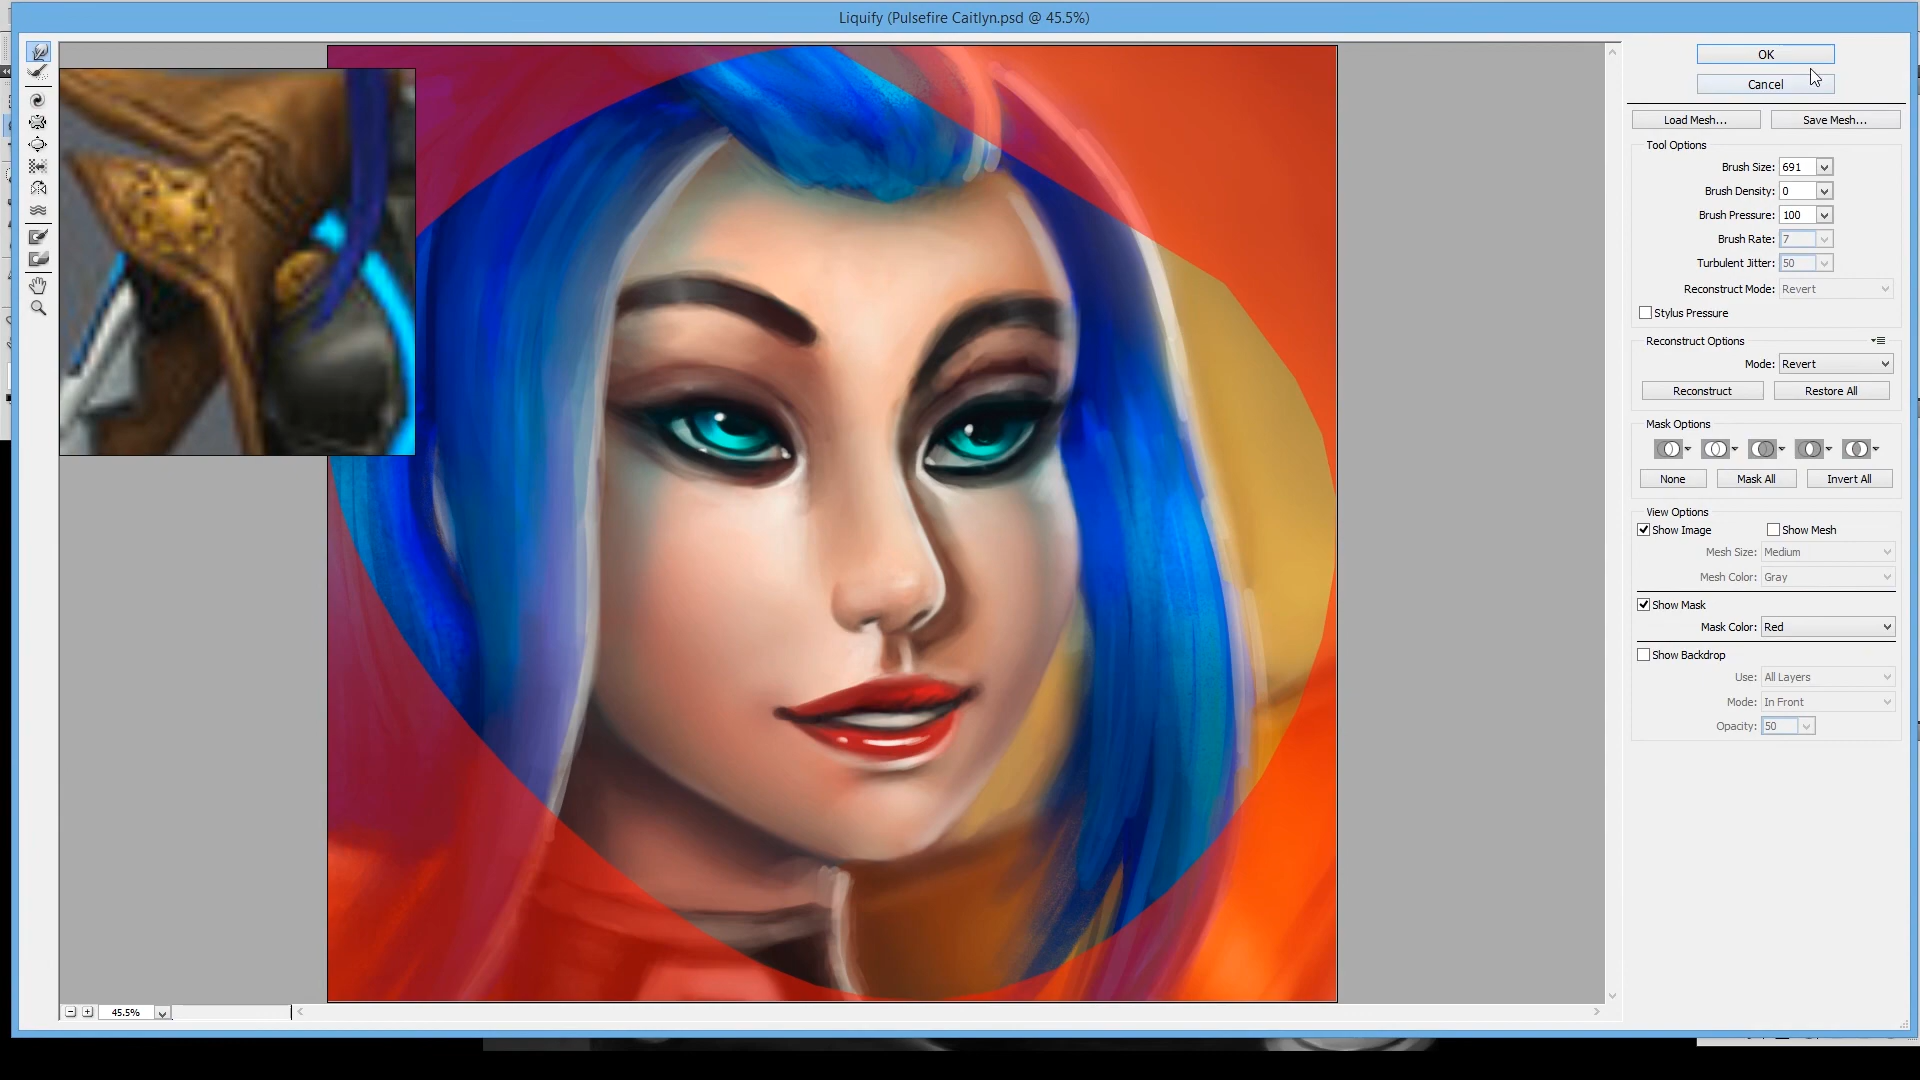 Liquify (Pulsefire Caitlyn.psd @ 45.5%)
OK
Cancel
Load Mesh... Save Mesh...
Tool Options
Brush Size: 691
Brush Density: 0
Brush Pressure: 100
Brush Rate: 7
Turbulent Jitter: 50
Reconstruct Mode: Revert
Stylus Pressure
Reconstruct Options
Mode: Revert
Reconstruct Restore All
Mask Options
None Mask All Invert All
View Options
Show Image Show Mesh
Mesh Size: Medium
Mesh Color: Gray
Show Mask
Mask Color: Red
Show Backdrop
Use: All Layers
Mode: In Front
Opacity: 50
45.5%